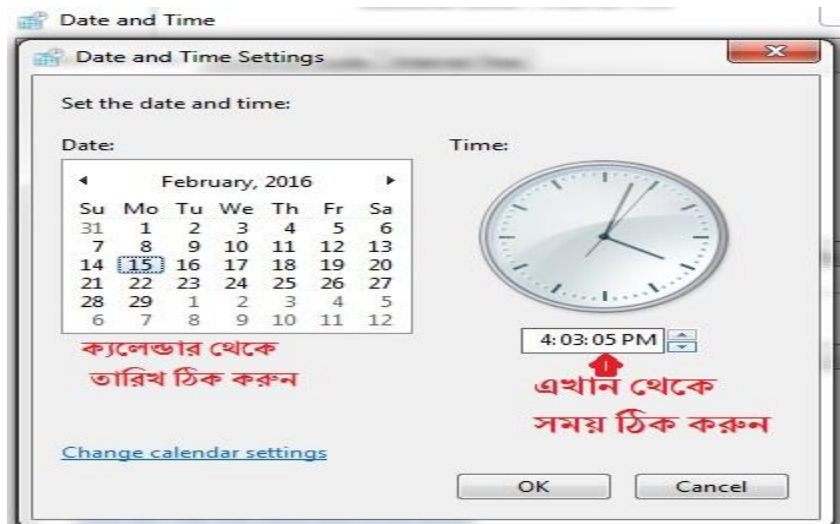 Date and Time
Date and Time Settings
Set the date and time:
Date:
Time:
February, 2016
Su Mo Tu We Th Fr Sa
31 1 2 3 4 5 6
7 8 9 10 11 12 13
14 15 16 17 18 19 20
21 22 23 24 25 26 27
28 29 1 2 3 4 5
6 7 8 9 10 11 12
4:03:05 PM
ক্যলেন্ডার থেকে
তারিখ ঠিক করুন
এখান থেকে
সময় ঠিক করুন
Change calendar settings
OK Cancel